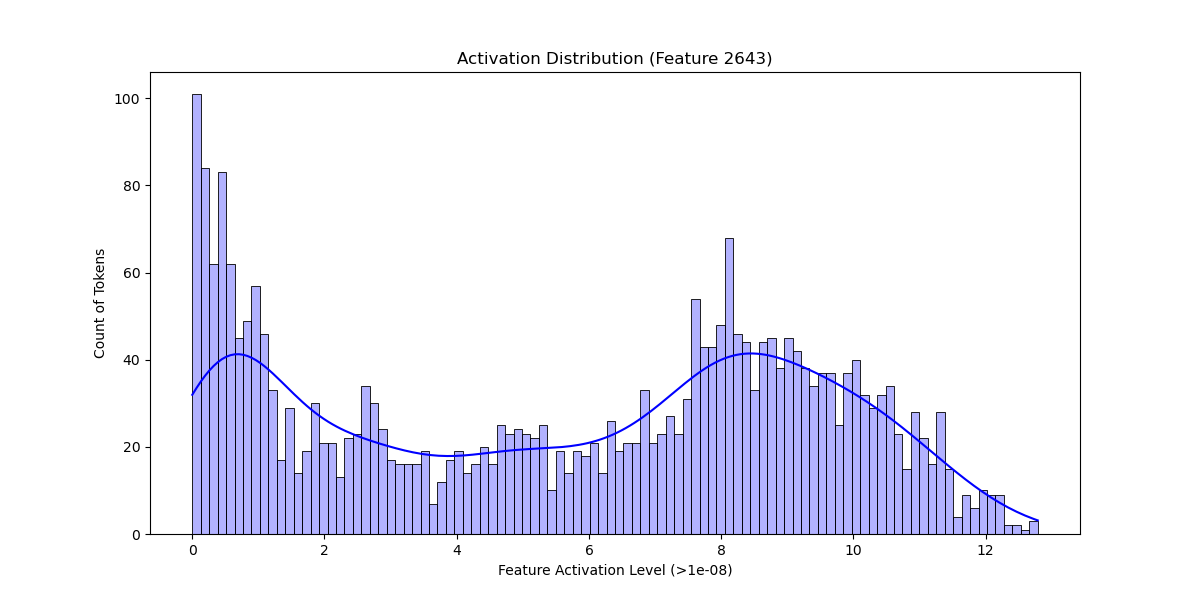 Activation Distribution (Feature 2643)
100
80
60
40
20
0
Count of Tokens
0 2 4 6 8 10 12
Feature Activation Level (>1e-08)